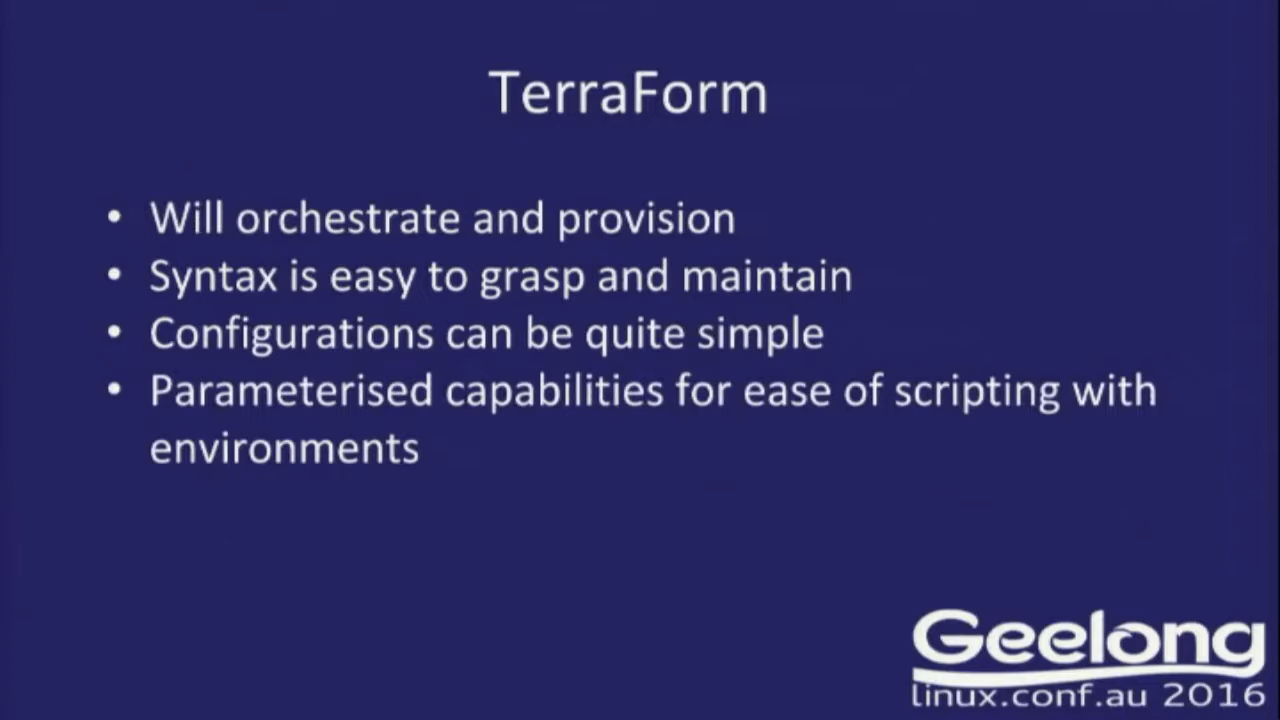 TerraForm
• Will orchestrate and provision
• Syntax is easy to grasp and maintain
• Configurations can be quite simple
• Parameterised capabilities for ease of scripting with
environments
Geelong
linux.conf.au 2016